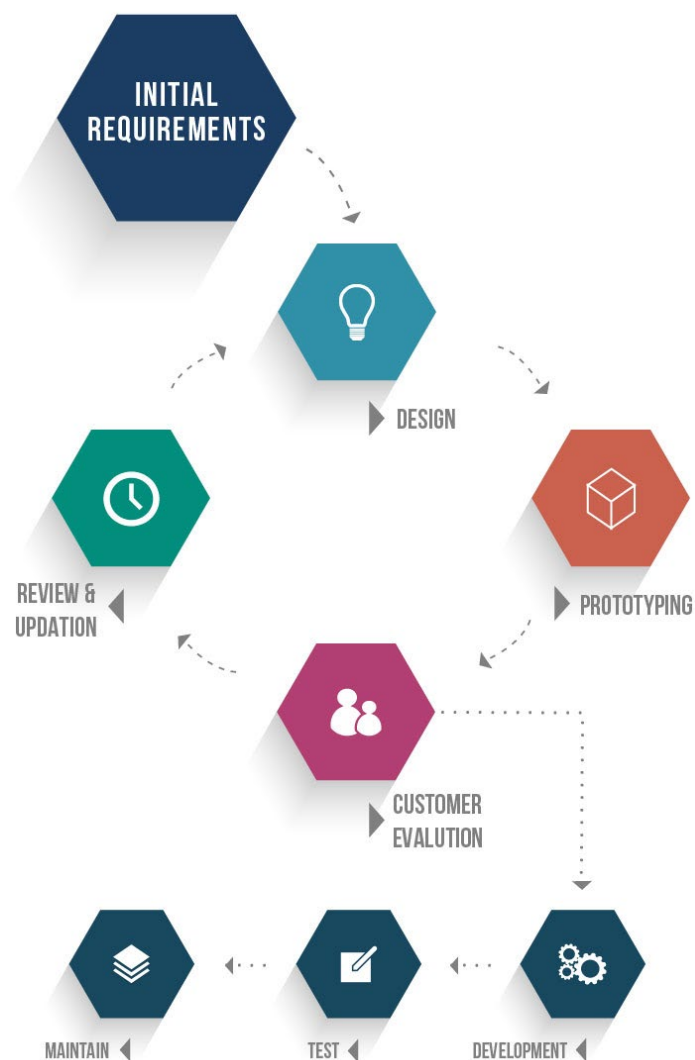 INITIAL
REQUIREMENTS
DESIGN
REVIEW &
UPDATION
PROTOTYPING
CUSTOMER
EVALUTION
MAINTAIN
TEST
DEVELOPMENT